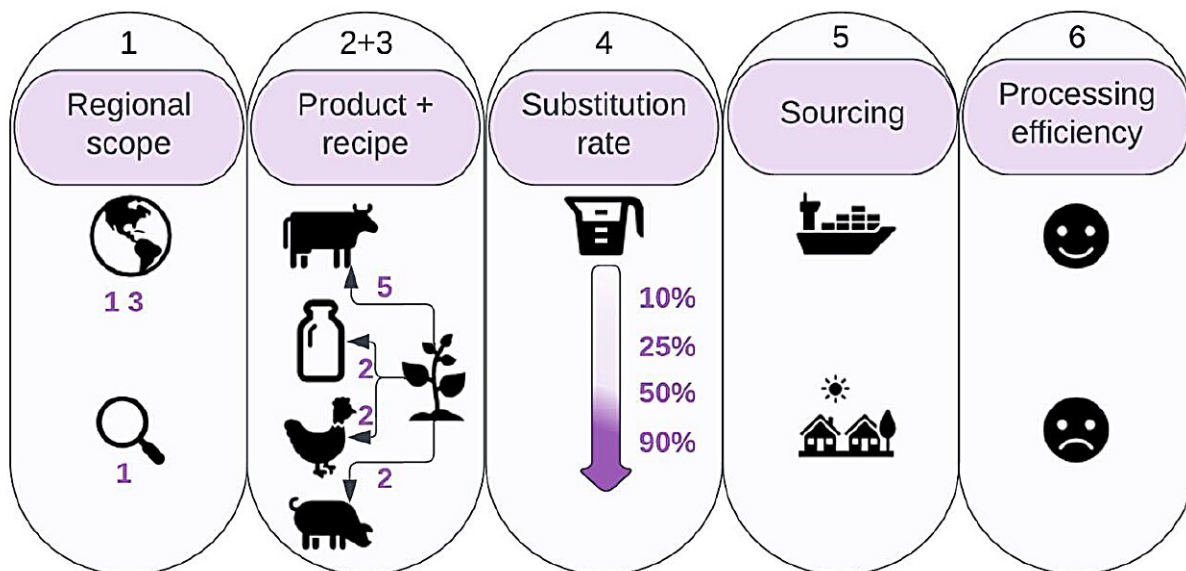 1
Regional
scope
1 3
1
2+3
Product +
recipe
5
2
2
2
4
Substitution
rate
10%
25%
50%
90%
5
Sourcing
6
Processing
efficiency